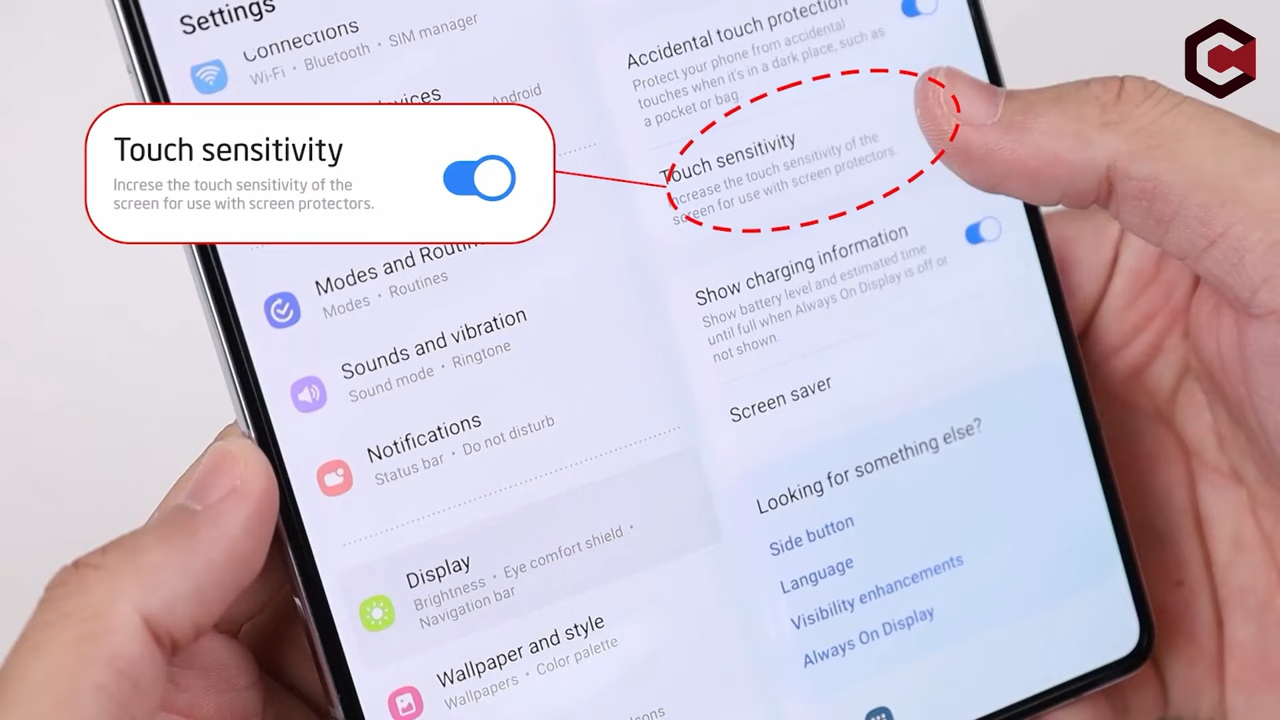 Settings
Connections
Wi-Fi • Bluetooth • SIM manager
devices
Android
Touch sensitivity
Increse the touch sensitivity of the
screen for use with screen protectors.
Modes and Routin
Modes • Routines
Sounds and vibration
Sound mode • Ringtone
Notifications
Status bar • Do not disturb
Display
Brightness • Eye comfort shield •
Navigation bar
Wallpaper and style
Wallpapers • Color palette
Icons
Accidental touch protection
Protect your phone from accidental
touches when it's in a dark place, such as
a pocket or bag.
Touch sensitivity
Increase the touch sensitivity of the
screen for use with screen protectors
Show charging information
Show battery level and estimated time
until full when Always On Display is off or
not shown.
Screen saver
Looking for something else?
Side button
Language
Visibility enhancements
Always On Display